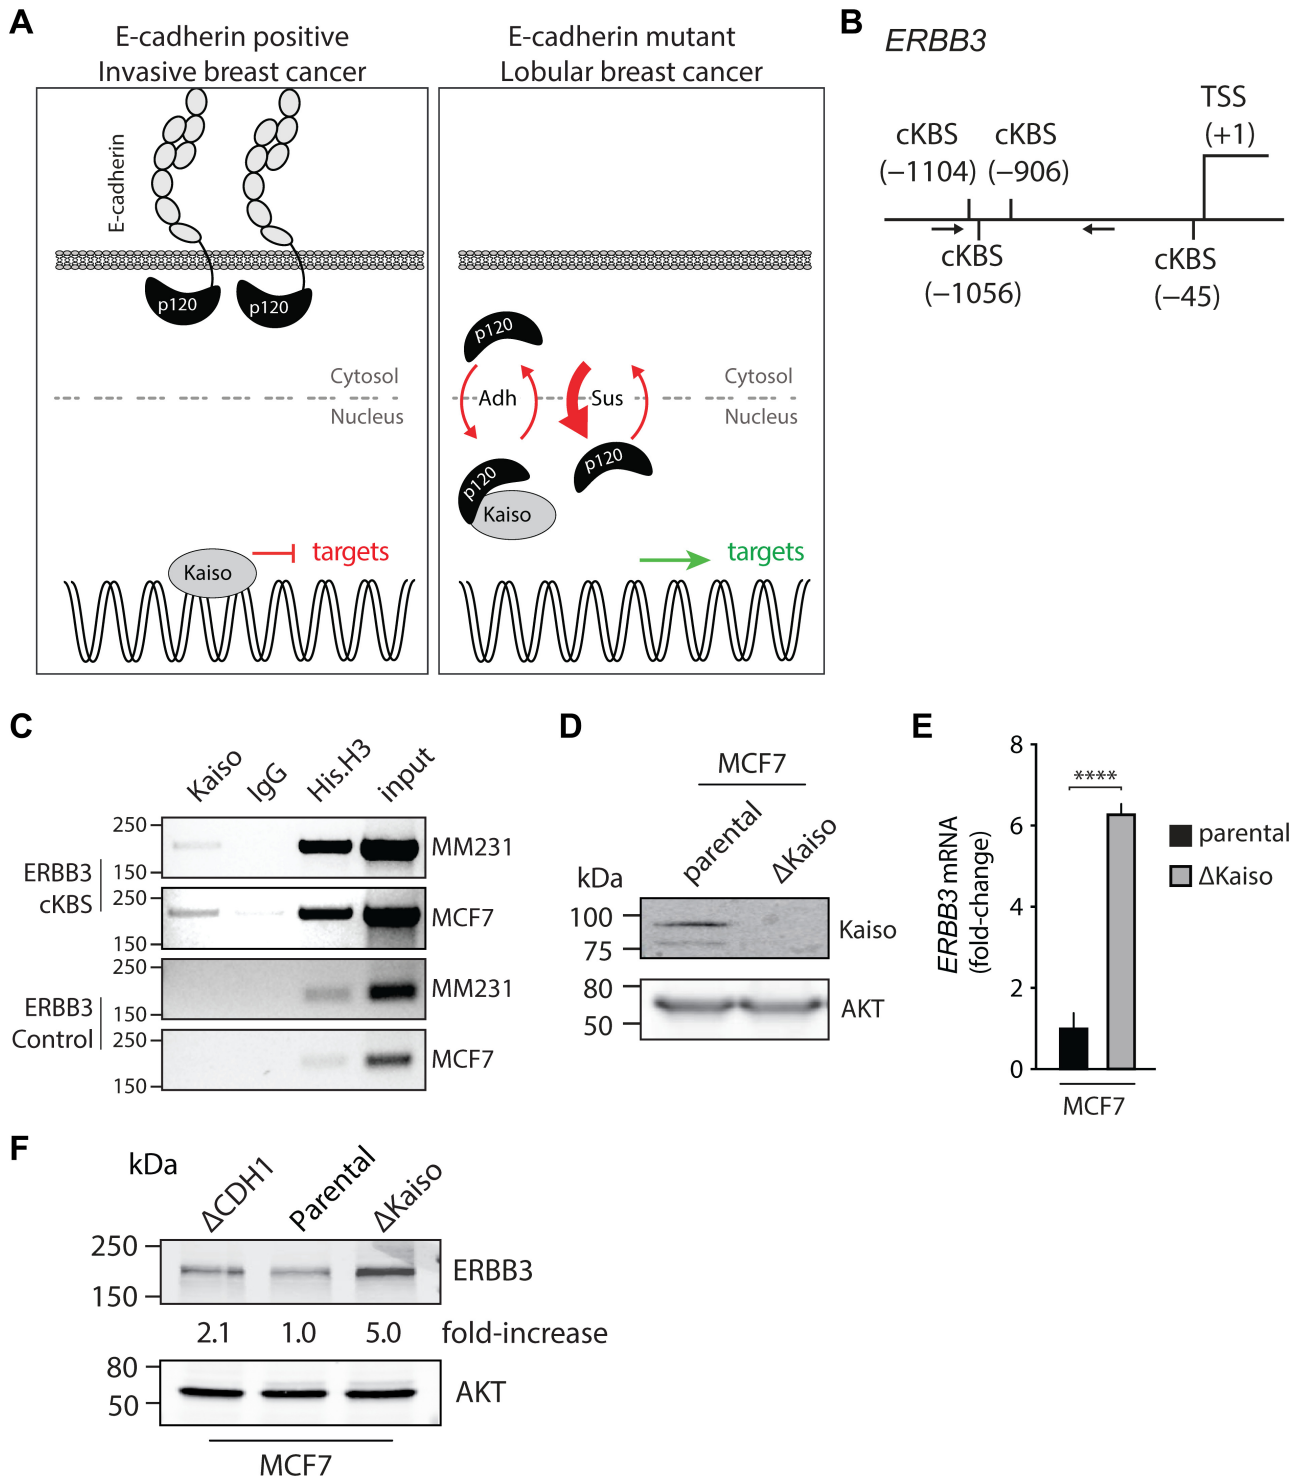 A
E-cadherin positive
Invasive breast cancer
E-cadherin
p120
p120
Cytosol
Nucleus
Kaiso
targets
E-cadherin mutant
Lobular breast cancer
p120
Adh
Sus
Cytosol
Nucleus
p120
p120
Kaiso
targets
B
ERBB3
TSS
(+1)
cKBS
(−1104)
cKBS
(−906)
cKBS
(−1056)
cKBS
(−45)
C
Kaiso
IgG
His.H3
input
ERBB3
cKBS
250
150
MM231
250
150
MCF7
ERBB3
Control
250
150
MM231
250
150
MCF7
D
MCF7
parental
ΔKaiso
kDa
100
75
Kaiso
80
50
AKT
E
ERBB3 mRNA
(fold-change)
8
6
4
2
0
****
MCF7
parental
ΔKaiso
F
kDa
ΔCDH1
Parental
ΔKaiso
250
150
ERBB3
2.1 1.0 5.0 fold-increase
80
50
AKT
MCF7